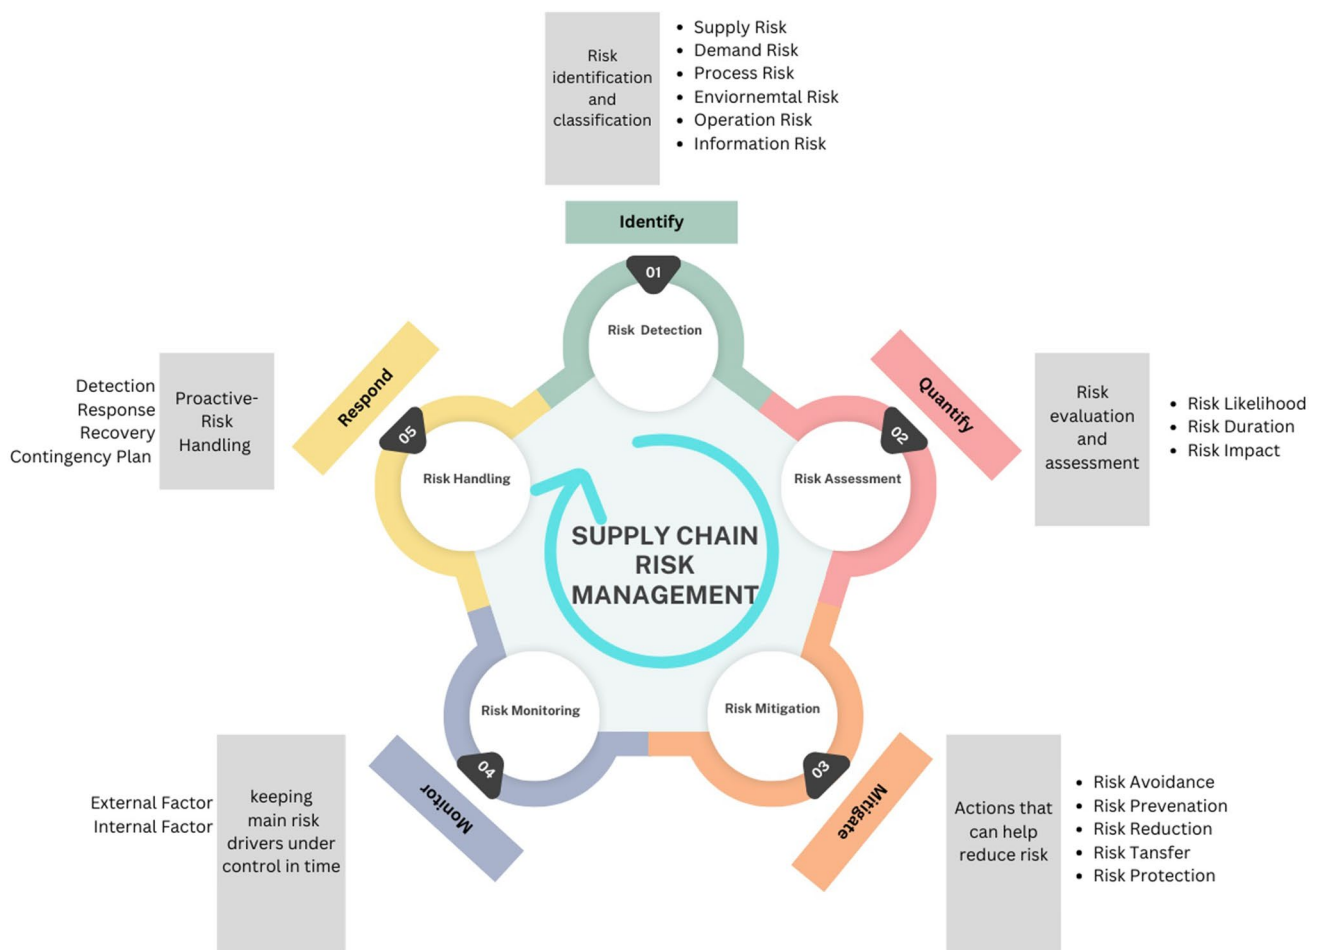 Risk
identification
and
classification
• Supply Risk
• Demand Risk
• Process Risk
• Enviornemtal Risk
• Operation Risk
• Information Risk
Identify
01
Risk Detection
Quantify
02
Risk Assessment
Risk
evaluation
and
assessment
• Risk Likelihood
• Risk Duration
• Risk Impact
Mitigate
03
Risk Mitigation
Actions that
can help
reduce risk
• Risk Avoidance
• Risk Prevenation
• Risk Reduction
• Risk Tansfer
• Risk Protection
Monitor
04
Risk Monitoring
keeping
main risk
drivers under
control in time
External Factor
Internal Factor
Respond
05
Risk Handling
Proactive-
Risk
Handling
Detection
Response
Recovery
Contingency Plan
SUPPLY CHAIN
RISK
MANAGEMENT